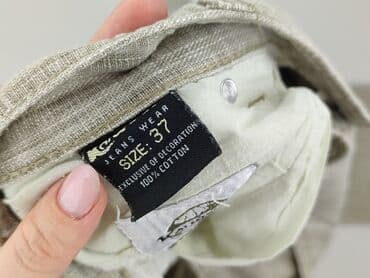 JEANS WEAR
SIZE: 37
EXCLUSIVE OF DECORATION
100% COTTON